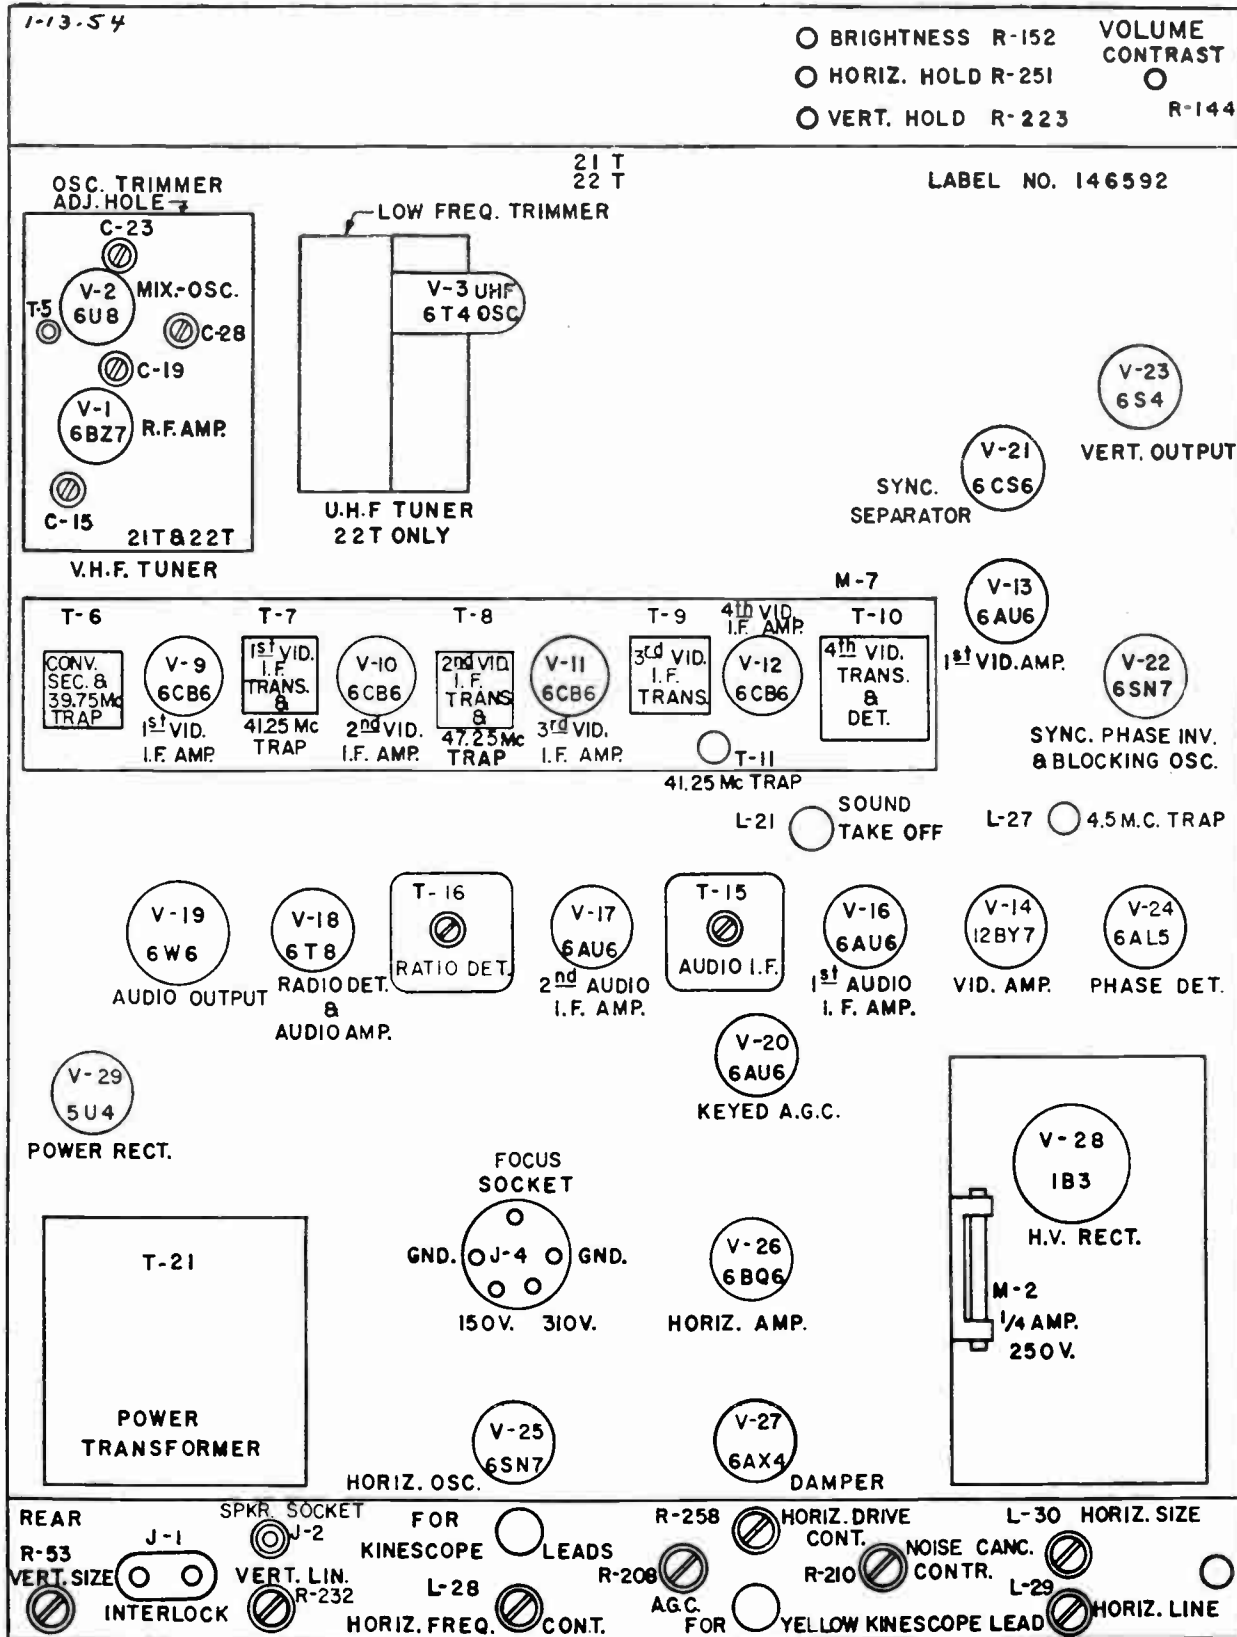 1-13-54
BRIGHTNESS R-152
HORIZ. HOLD R-251
VERT. HOLD R-223
VOLUME
CONTRAST
R-144
21 T
22 T
LABEL NO. 146592
OSC. TRIMMER
ADJ. HOLE
C-23
V-2
6U8
MIX.-OSC.
T-5
C-28
C-19
V-1
6BZ7
R.F. AMP.
C-15
21T & 22T
V.H.F. TUNER
LOW FREQ. TRIMMER
V-3 UHF
6T4 OSC
U.H.F TUNER
22T ONLY
V-23
6S4
VERT. OUTPUT
V-21
6CS6
SYNC.
SEPARATOR
V-13
6AU6
1st VID. AMP.
V-22
6SN7
SYNC. PHASE INV.
& BLOCKING OSC.
M-7
T-6
CONV.
SEC. &
39.75 Mc
TRAP
V-9
6CB6
1st VID.
I.F. AMP.
T-7
1st VID.
I.F.
TRANS.
&
41.25 Mc
TRAP
V-10
6CB6
2nd VID.
I.F. AMP.
T-8
2nd VID.
I.F.
TRANS
&
47.25 Mc
TRAP
V-11
6CB6
3rd VID.
I.F. AMP.
T-9
3rd VID.
I.F.
TRANS.
4th VID.
I.F. AMP.
V-12
6CB6
T-11
41.25 Mc TRAP
T-10
4th VID.
TRANS.
&
DET.
L-21
SOUND
TAKE OFF
L-27
4.5 M.C. TRAP
V-19
6W6
AUDIO OUTPUT
V-18
6T8
RADIO DET.
&
AUDIO AMP.
T-16
RATIO DET.
V-17
6AU6
2nd AUDIO
I.F. AMP.
T-15
AUDIO I.F.
V-16
6AU6
1st AUDIO
I. F. AMP.
V-14
12BY7
VID. AMP.
V-24
6AL5
PHASE DET.
V-20
6AU6
KEYED A.G.C.
V-29
5U4
POWER RECT.
V-28
1B3
H.V. RECT.
M-2
1/4 AMP.
250 V.
FOCUS
SOCKET
GND.
J-4
GND.
150V. 310V.
V-26
6BQ6
HORIZ. AMP.
T-21
POWER
TRANSFORMER
V-25
6SN7
HORIZ. OSC.
V-27
6AX4
DAMPER
REAR
R-53
VERT. SIZE
J-1
INTERLOCK
SPKR. SOCKET
J-2
VERT. LIN.
R-232
FOR
KINESCOPE LEADS
L-28
HORIZ. FREQ. CONT.
R-258
HORIZ. DRIVE
CONT.
R-208
A.G.C.
R-210
NOISE CANC.
CONTR.
FOR YELLOW KINESCOPE LEAD
L-30 HORIZ. SIZE
L-29
HORIZ. LINE